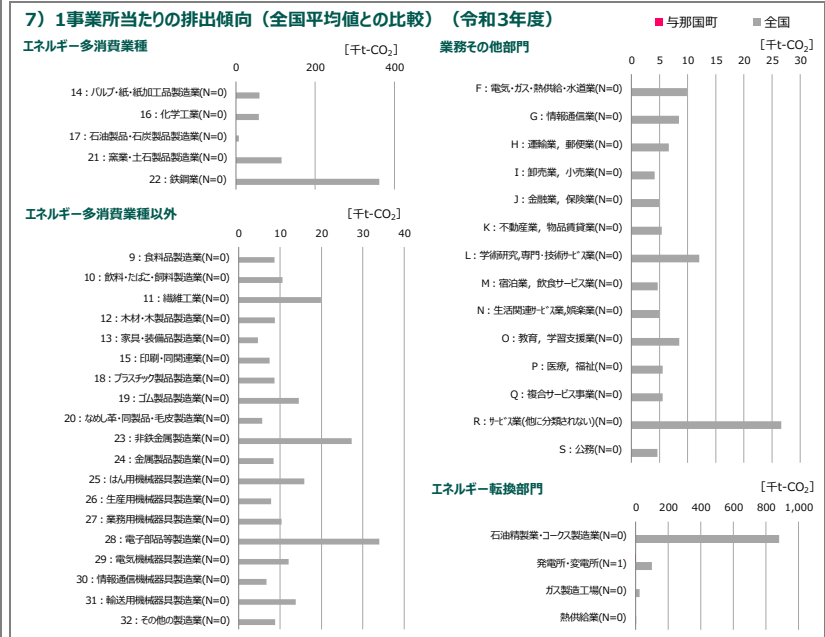 7）1事業所当たりの排出傾向（全国平均値との比較）（令和3年度）
■与那国町 ■全国
エネルギー多消費業種
[千t-CO₂]
0 200 400
14：パルプ・紙・紙加工品製造業(N=0)
16：化学工業(N=0)
17：石油製品・石炭製品製造業(N=0)
21：窯業・土石製品製造業(N=0)
22：鉄鋼業(N=0)
エネルギー多消費業種以外
[千t-CO₂]
0 10 20 30 40
9：食料品製造業(N=0)
10：飲料・たばこ・飼料製造業(N=0)
11：繊維工業(N=0)
12：木材・木製品製造業(N=0)
13：家具・装備品製造業(N=0)
15：印刷・同関連業(N=0)
18：プラスチック製品製造業(N=0)
19：ゴム製品製造業(N=0)
20：なめし革・同製品・毛皮製造業(N=0)
23：非鉄金属製造業(N=0)
24：金属製品製造業(N=0)
25：はん用機械器具製造業(N=0)
26：生産用機械器具製造業(N=0)
27：業務用機械器具製造業(N=0)
28：電子部品等製造業(N=0)
29：電気機械器具製造業(N=0)
30：情報通信機械器具製造業(N=0)
31：輸送用機械器具製造業(N=0)
32：その他の製造業(N=0)
業務その他部門
[千t-CO₂]
0 5 10 15 20 25 30
F：電気・ガス・熱供給・水道業(N=0)
G：情報通信業(N=0)
H：運輸業，郵便業(N=0)
I：卸売業，小売業(N=0)
J：金融業，保険業(N=0)
K：不動産業，物品賃貸業(N=0)
L：学術研究,専門・技術ｻｰﾋﾞｽ業(N=0)
M：宿泊業，飲食サービス業(N=0)
N：生活関連ｻｰﾋﾞｽ業,娯楽業(N=0)
O：教育，学習支援業(N=0)
P：医療，福祉(N=0)
Q：複合サービス事業(N=0)
R：ｻｰﾋﾞｽ業(他に分類されない)(N=0)
S：公務(N=0)
エネルギー転換部門
[千t-CO₂]
0 200 400 600 800 1,000
石油精製業・コークス製造業(N=0)
発電所・変電所(N=1)
ガス製造工場(N=0)
熱供給業(N=0)